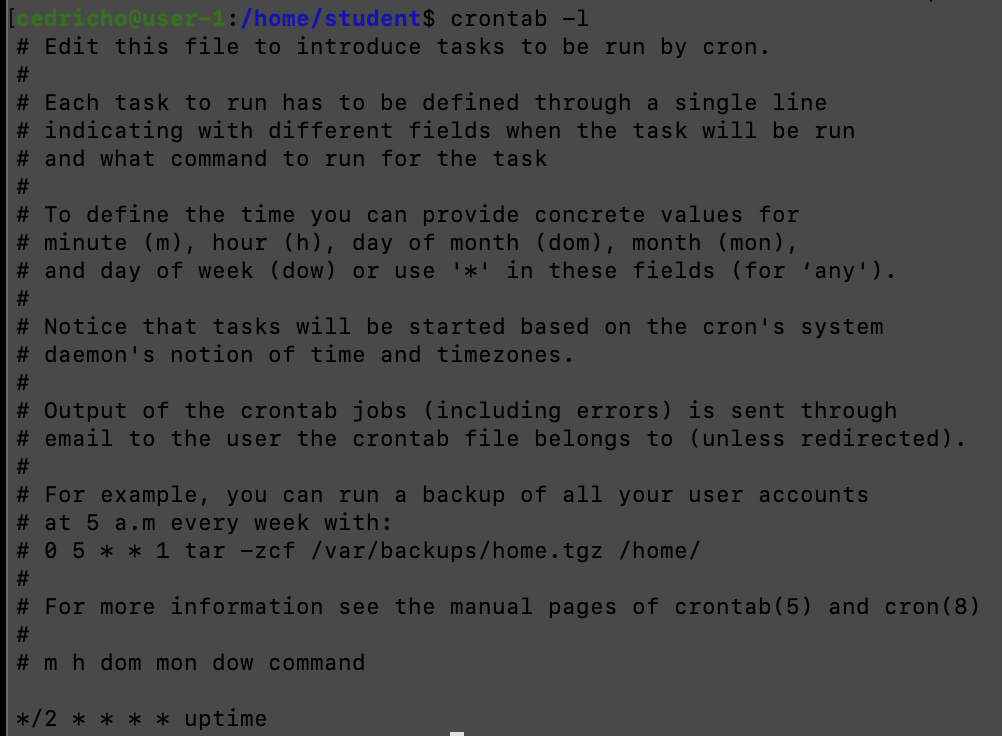 [cedricho@user-1:/home/student$ crontab -l
# Edit this file to introduce tasks to be run by cron.
#
# Each task to run has to be defined through a single line
# indicating with different fields when the task will be run
# and what command to run for the task
#
# To define the time you can provide concrete values for
# minute (m), hour (h), day of month (dom), month (mon),
# and day of week (dow) or use '*' in these fields (for ‘any').
#
# Notice that tasks will be started based on the cron's system
# daemon's notion of time and timezones.
#
# Output of the crontab jobs (including errors) is sent through
# email to the user the crontab file belongs to (unless redirected).
#
# For example, you can run a backup of all your user accounts
# at 5 a.m every week with:
# 0 5 * * 1 tar -zcf /var/backups/home.tgz /home/
#
# For more information see the manual pages of crontab(5) and cron(8)
#
# m h dom mon dow command
*/2 * * * * uptime